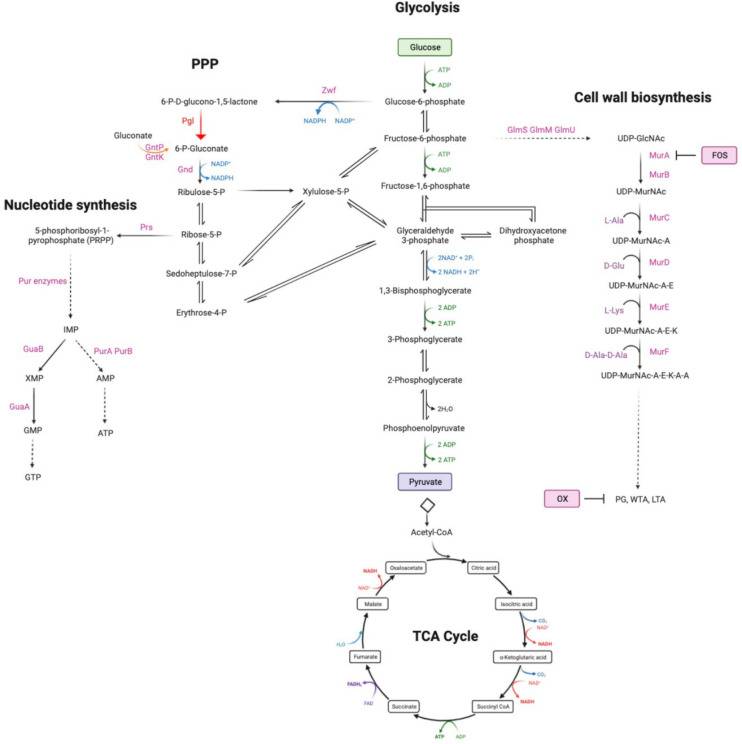 Glycolysis
Glucose
ATP
ADP
PPP
Zwf
6-P-D-glucono-1,5-lactone
Glucose-6-phosphate
NADPH NADP⁺
Cell wall biosynthesis
Pgl
Gluconate
GntP
GntK
6-P-Gluconate
Fructose-6-phosphate
GlmS GlmM GlmU
UDP-GlcNAc
ATP
ADP
MurA
FOS
Gnd
NADP⁺
NADPH
MurB
Ribulose-5-P
Xylulose-5-P
Fructose-1,6-phosphate
UDP-MurNAc
Nucleotide synthesis
5-phosphoribosyl-1-
pyrophosphate (PRPP)
Prs
Ribose-5-P
Glyceraldehyde
3-phosphate
Dihydroxyacetone
phosphate
L-Ala
MurC
UDP-MurNAc-A
Sedoheptulose-7-P
2NAD⁺ + 2Pᵢ
2 NADH + 2H⁺
D-Glu
MurD
Pur enzymes
1,3-Bisphosphoglycerate
UDP-MurNAc-A-E
Erythrose-4-P
2 ADP
2 ATP
L-Lys
MurE
IMP
3-Phosphoglycerate
UDP-MurNAc-A-E-K
GuaB
PurA PurB
D-Ala-D-Ala
MurF
XMP
AMP
2-Phosphoglycerate
UDP-MurNAc-A-E-K-A-A
GuaA
2H₂O
GMP
ATP
Phosphoenolpyruvate
2 ADP
2 ATP
GTP
Pyruvate
OX
PG, WTA, LTA
Acetyl-CoA
Oxaloacetate
Citric acid
NADH
NAD⁺
Malate
Isocitric acid
CO₂
NAD⁺
NADH
TCA Cycle
H₂O
Fumarate
α-Ketoglutaric acid
CO₂
NAD⁺
NADH
FADH₂
FAD
Succinate
Succinyl CoA
ATP
ADP